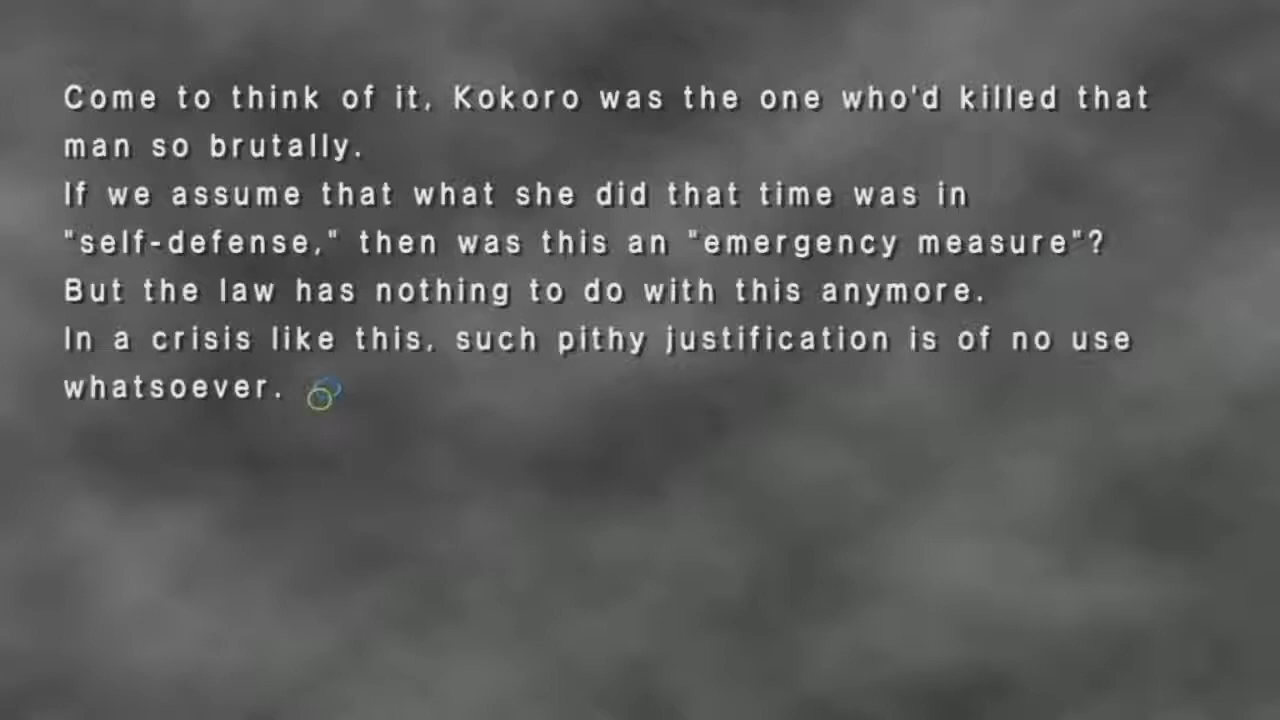 Come to think of it, Kokoro was the one who'd killed that
man so brutally.
If we assume that what she did that time was in
"self-defense," then was this an "emergency measure"?
But the law has nothing to do with this anymore.
In a crisis like this, such pithy justification is of no use
whatsoever.